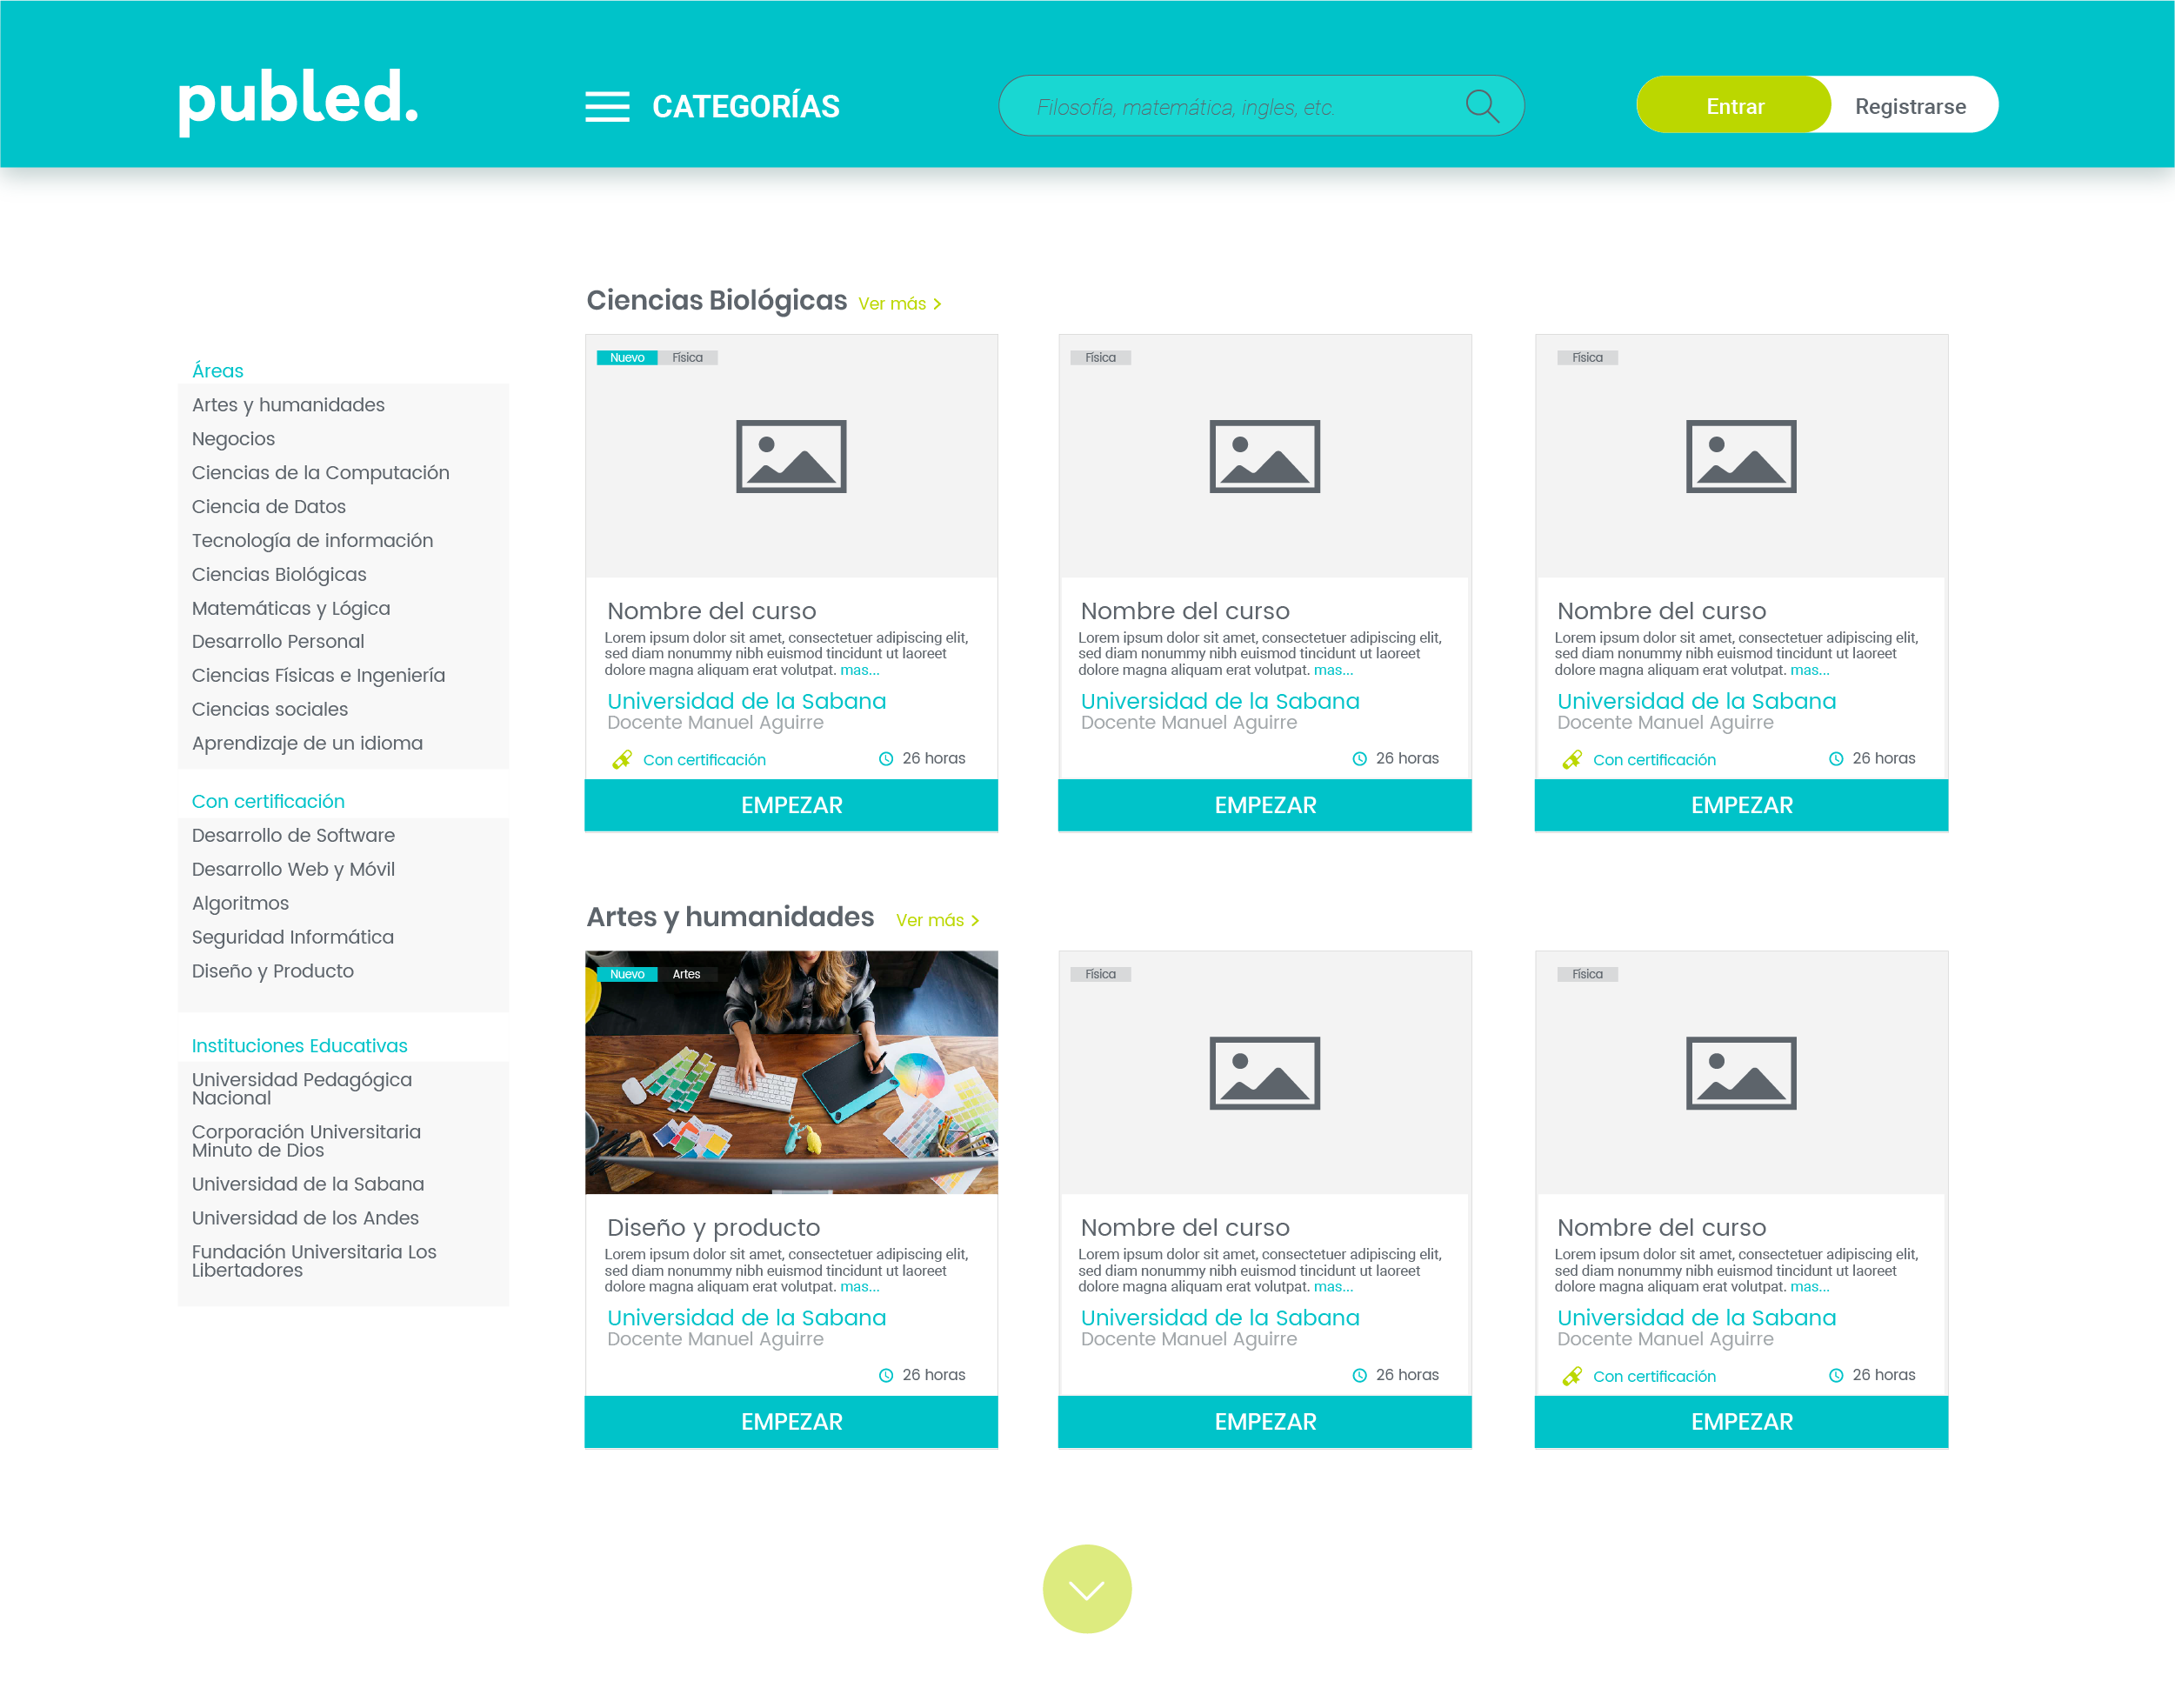 publed.
CATEGORÍAS
Filosofía, matemática, ingles, etc.
Entrar
Registrarse
Áreas
Artes y humanidades
Negocios
Ciencias de la Computación
Ciencia de Datos
Tecnología de información
Ciencias Biológicas
Matemáticas y Lógica
Desarrollo Personal
Ciencias Físicas e Ingeniería
Ciencias sociales
Aprendizaje de un idioma
Con certificación
Desarrollo de Software
Desarrollo Web y Móvil
Algoritmos
Seguridad Informática
Diseño y Producto
Instituciones Educativas
Universidad Pedagógica
Nacional
Corporación Universitaria
Minuto de Dios
Universidad de la Sabana
Universidad de los Andes
Fundación Universitaria Los
Libertadores
Ciencias Biológicas Ver más >
Nuevo Física
Nombre del curso
Lorem ipsum dolor sit amet, consectetuer adipiscing elit,
sed diam nonummy nibh euismod tincidunt ut laoreet
dolore magna aliquam erat volutpat. mas...
Universidad de la Sabana
Docente Manuel Aguirre
Con certificación 26 horas
EMPEZAR
Física
Nombre del curso
Lorem ipsum dolor sit amet, consectetuer adipiscing elit,
sed diam nonummy nibh euismod tincidunt ut laoreet
dolore magna aliquam erat volutpat. mas...
Universidad de la Sabana
Docente Manuel Aguirre
26 horas
EMPEZAR
Física
Nombre del curso
Lorem ipsum dolor sit amet, consectetuer adipiscing elit,
sed diam nonummy nibh euismod tincidunt ut laoreet
dolore magna aliquam erat volutpat. mas...
Universidad de la Sabana
Docente Manuel Aguirre
Con certificación 26 horas
EMPEZAR
Artes y humanidades Ver más >
Nuevo Artes
Diseño y producto
Lorem ipsum dolor sit amet, consectetuer adipiscing elit,
sed diam nonummy nibh euismod tincidunt ut laoreet
dolore magna aliquam erat volutpat. mas...
Universidad de la Sabana
Docente Manuel Aguirre
26 horas
EMPEZAR
Física
Nombre del curso
Lorem ipsum dolor sit amet, consectetuer adipiscing elit,
sed diam nonummy nibh euismod tincidunt ut laoreet
dolore magna aliquam erat volutpat. mas...
Universidad de la Sabana
Docente Manuel Aguirre
26 horas
EMPEZAR
Física
Nombre del curso
Lorem ipsum dolor sit amet, consectetuer adipiscing elit,
sed diam nonummy nibh euismod tincidunt ut laoreet
dolore magna aliquam erat volutpat. mas...
Universidad de la Sabana
Docente Manuel Aguirre
Con certificación 26 horas
EMPEZAR